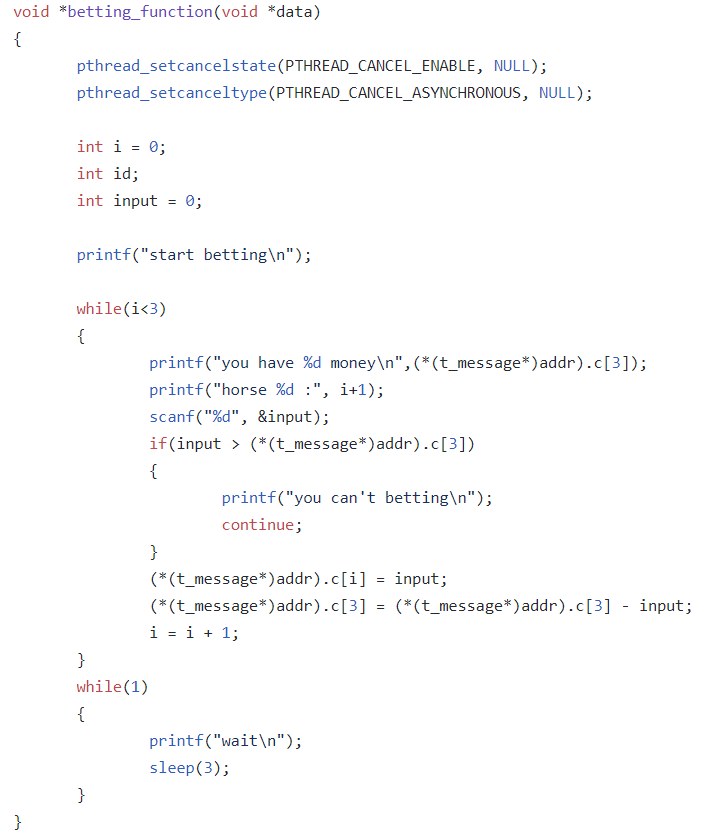 void *betting_function(void *data)
{
pthread_setcancelstate(PTHREAD_CANCEL_ENABLE, NULL);
pthread_setcanceltype(PTHREAD_CANCEL_ASYNCHRONOUS, NULL);
int i = 0;
int id;
int input = 0;
printf("start betting\n");
while(i<3)
{
printf("you have %d money\n",(*(t_message*)addr).c[3]);
printf("horse %d :", i+1);
scanf("%d", &input);
if(input > (*(t_message*)addr).c[3])
{
printf("you can't betting\n");
continue;
}
(*(t_message*)addr).c[i] = input;
(*(t_message*)addr).c[3] = (*(t_message*)addr).c[3] - input;
i = i + 1;
}
while(1)
{
printf("wait\n");
sleep(3);
}
}